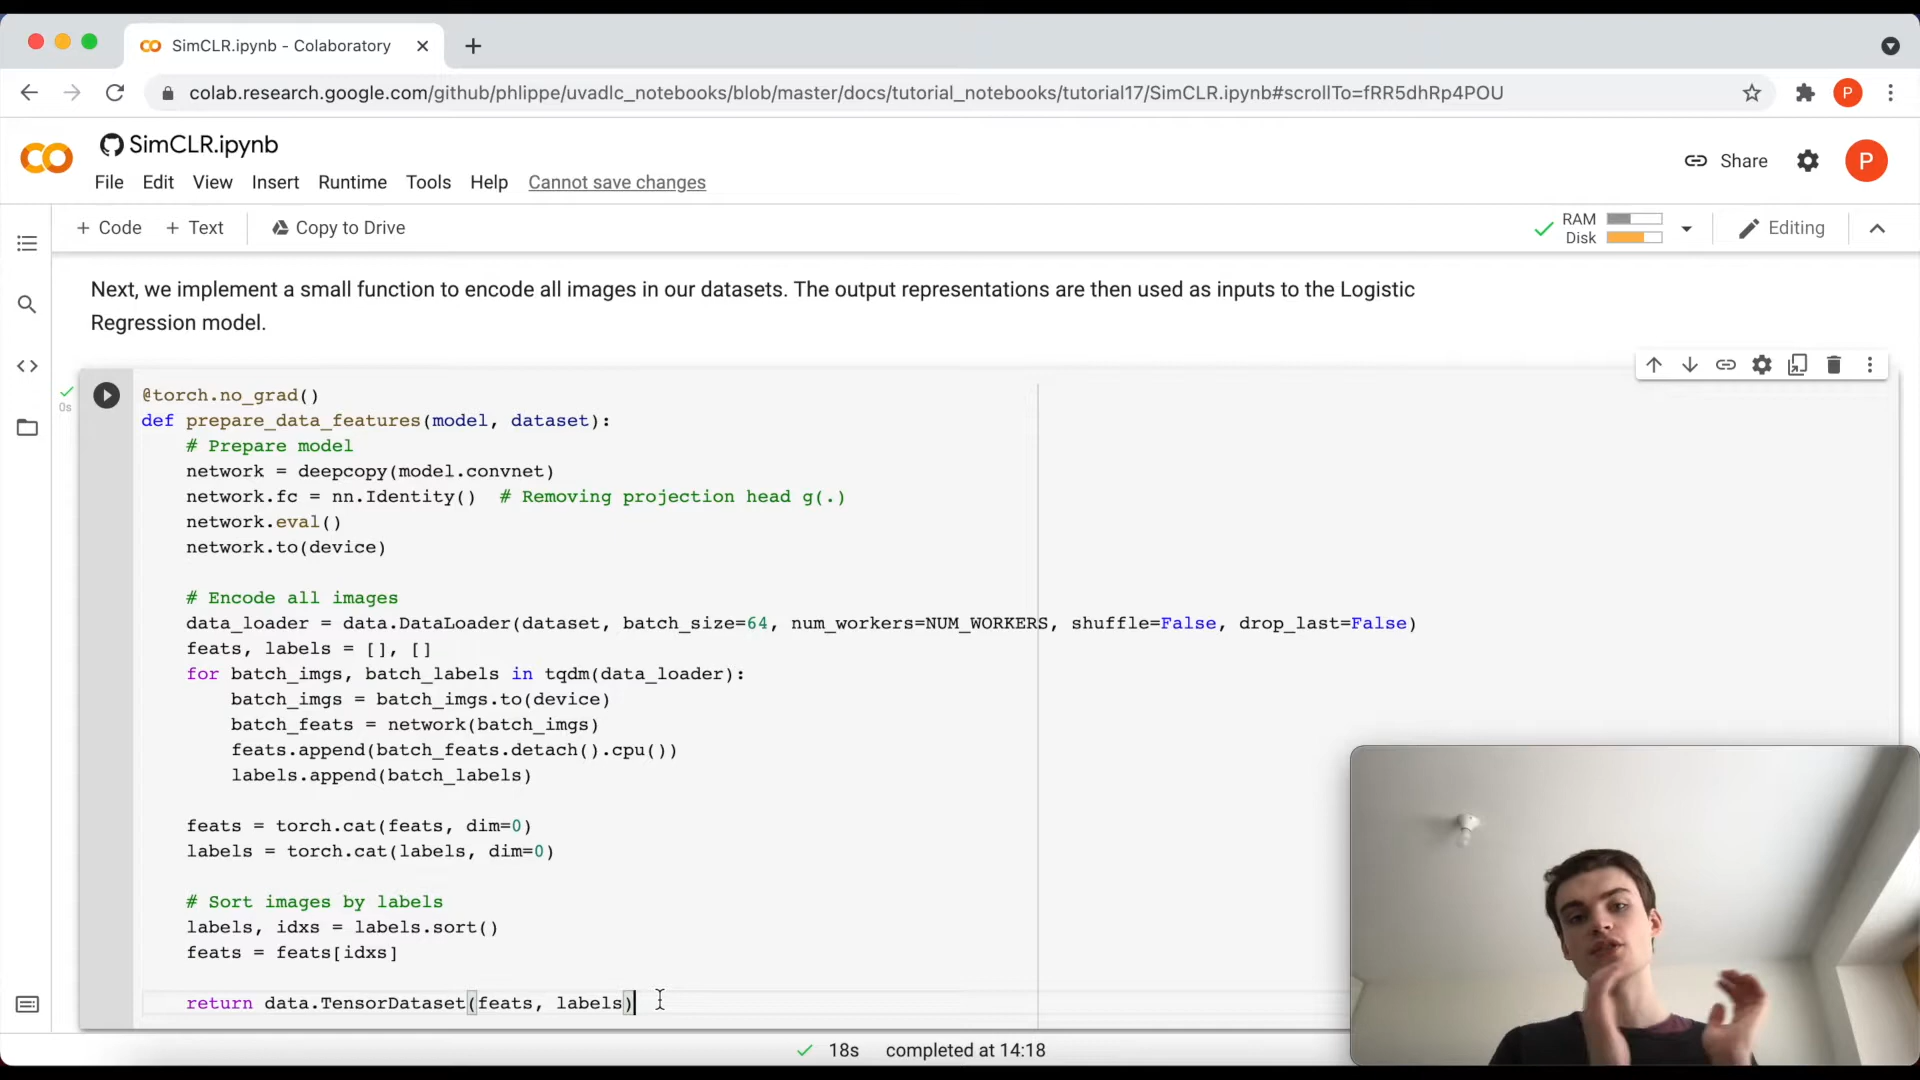 SimCLR.ipynb - Colaboratory
colab.research.google.com/github/phlippe/uvadlc_notebooks/blob/master/docs/tutorial_notebooks/tutorial17/SimCLR.ipynb#scrollTo=fRR5dhRp4POU
P
SimCLR.ipynb
Share
P
File Edit View Insert Runtime Tools Help Cannot save changes
+ Code + Text Copy to Drive
RAM
Disk
Editing
Next, we implement a small function to encode all images in our datasets. The output representations are then used as inputs to the Logistic
Regression model.
0s
@torch.no_grad()
def prepare_data_features(model, dataset):
    # Prepare model
    network = deepcopy(model.convnet)
    network.fc = nn.Identity()  # Removing projection head g(.)
    network.eval()
    network.to(device)
    # Encode all images
    data_loader = data.DataLoader(dataset, batch_size=64, num_workers=NUM_WORKERS, shuffle=False, drop_last=False)
    feats, labels = [], []
    for batch_imgs, batch_labels in tqdm(data_loader):
        batch_imgs = batch_imgs.to(device)
        batch_feats = network(batch_imgs)
        feats.append(batch_feats.detach().cpu())
        labels.append(batch_labels)
    feats = torch.cat(feats, dim=0)
    labels = torch.cat(labels, dim=0)
    # Sort images by labels
    labels, idxs = labels.sort()
    feats = feats[idxs]
    return data.TensorDataset(feats, labels)
18s completed at 14:18